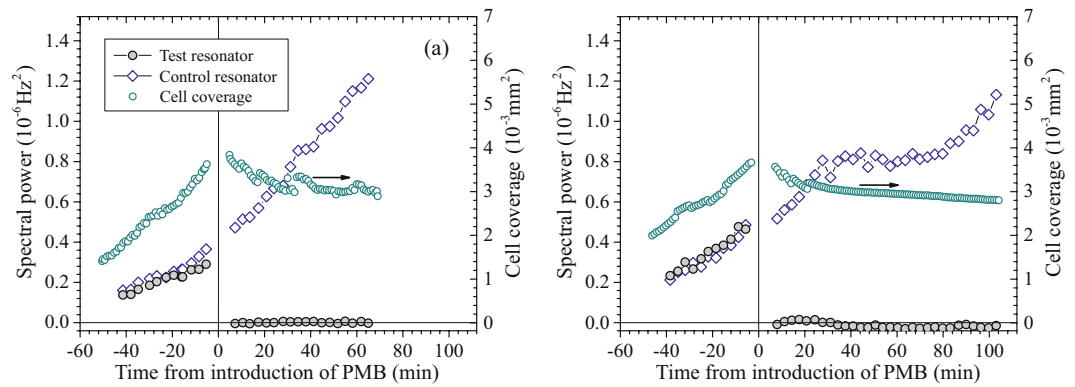 (a)
Test resonator
Control resonator
Cell coverage
Spectral power (10⁻⁶Hz²)
1.4
1.2
1.0
0.8
0.6
0.4
0.2
0.0
7
6
5
4
3
2
1
0
Cell coverage (10⁻³mm²)
-60 -40 -20 0 20 40 60 80 100
Time from introduction of PMB (min)
Spectral power (10⁻⁶Hz²)
1.4
1.2
1.0
0.8
0.6
0.4
0.2
0.0
7
6
5
4
3
2
1
0
Cell coverage (10⁻³mm²)
-60 -40 -20 0 20 40 60 80 100
Time from introduction of PMB (min)